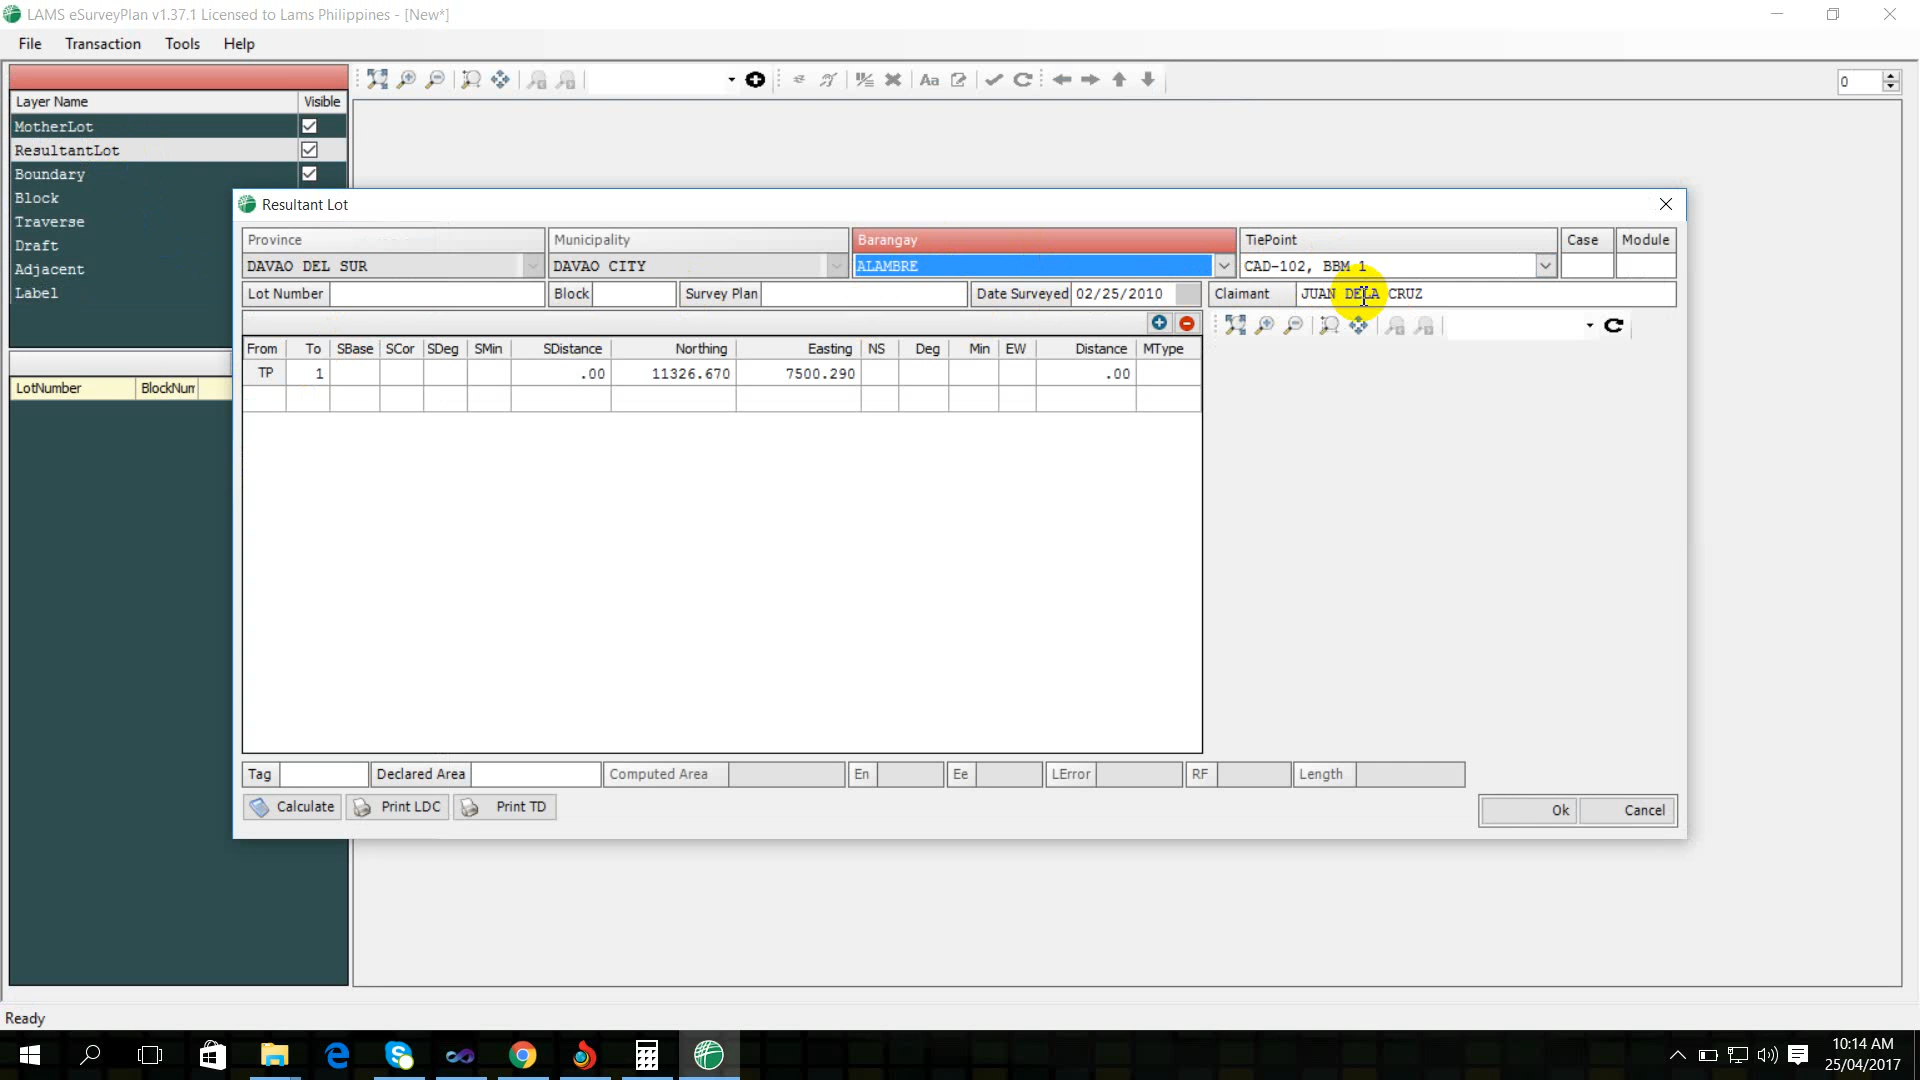 LAMS eSurveyPlan v1.37.1 Licensed to Lams Philippines - [New*]
File Transaction Tools Help
0
Layer Name Visible
MotherLot
ResultantLot
Boundary
Block
Traverse
Draft
Adjacent
Label
LotNumber BlockNum
Resultant Lot
Province Municipality Barangay TiePoint Case Module
DAVAO DEL SUR DAVAO CITY ALAMBRE CAD-102, BBM 1
Lot Number Block Survey Plan Date Surveyed 02/25/2010 Claimant JUAN DELA CRUZ
From To SBase SCor SDeg SMin SDistance Northing Easting NS Deg Min EW Distance MType
TP 1 .00 11326.670 7500.290 .00
Tag Declared Area Computed Area En Ee LError RF Length
Calculate Print LDC Print TD Ok Cancel
Ready
10:14 AM
25/04/2017